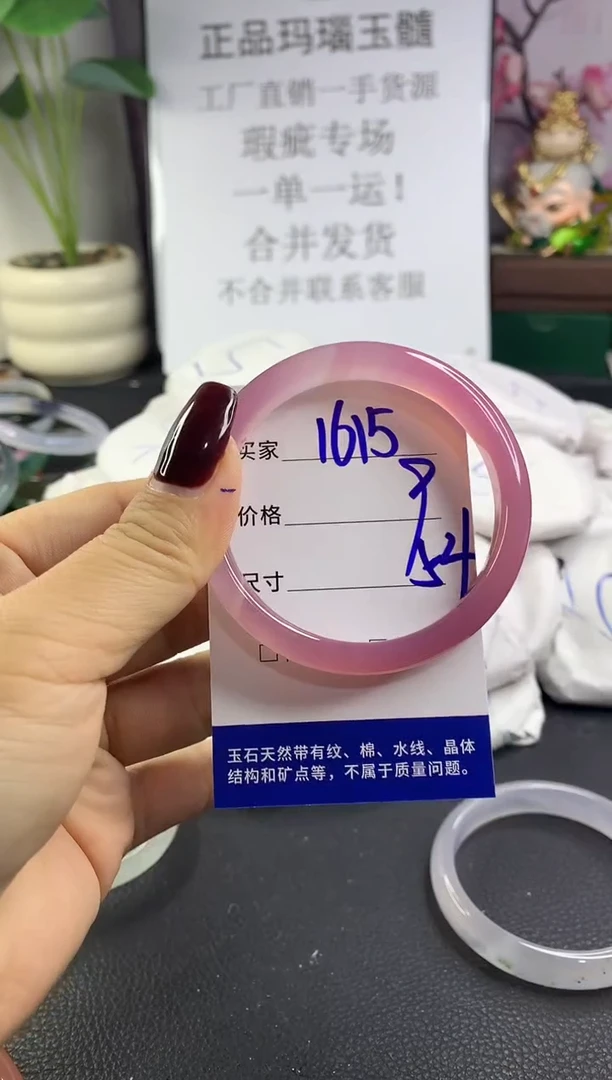 正品玛瑙玉髓
工厂直销一手货源
瑕疵专场
一单一运！
合并发货
不合并联系客服
买家 1615
价格
尺寸 54
玉石天然带有纹、棉、水线、晶体
结构和矿点等，不属于质量问题。